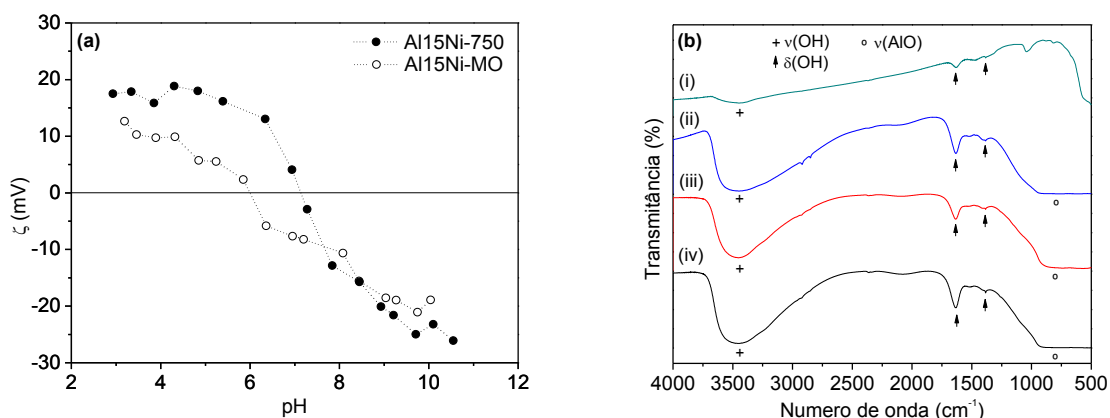 (a)
Al15Ni-750
Al15Ni-MO
30
20
10
0
-10
-20
-30
ζ (mV)
2 4 6 8 10 12
pH
(b)
+ ν(OH) o ν(AlO)
↑ δ(OH)
(i)
(ii)
(iii)
(iv)
+
+
o
+
o
+
o
Transmitância (%)
4000 3500 3000 2500 2000 1500 1000 500
Numero de onda (cm⁻¹)